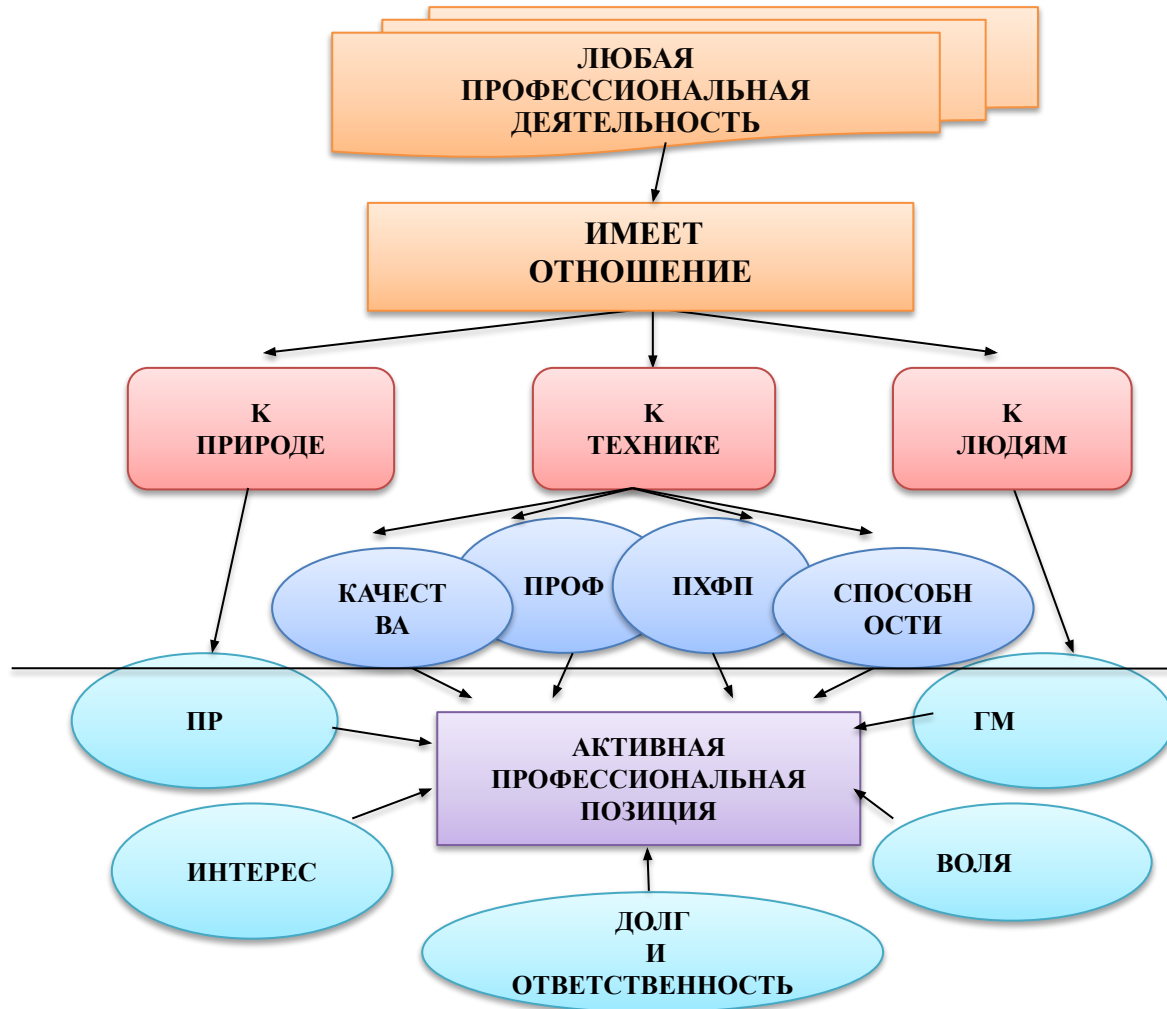 ЛЮБАЯ
ПРОФЕССИОНАЛЬНАЯ
ДЕЯТЕЛЬНОСТЬ
ИМЕЕТ
ОТНОШЕНИЕ
К
ПРИРОДЕ
К
ТЕХНИКЕ
К
ЛЮДЯМ
КАЧЕСТ
ВА
ПРОФ
ПХФП
СПОСОБН
ОСТИ
ПР
ГМ
АКТИВНАЯ
ПРОФЕССИОНАЛЬНАЯ
ПОЗИЦИЯ
ИНТЕРЕС
ВОЛЯ
ДОЛГ
И
ОТВЕТСТВЕННОСТЬ